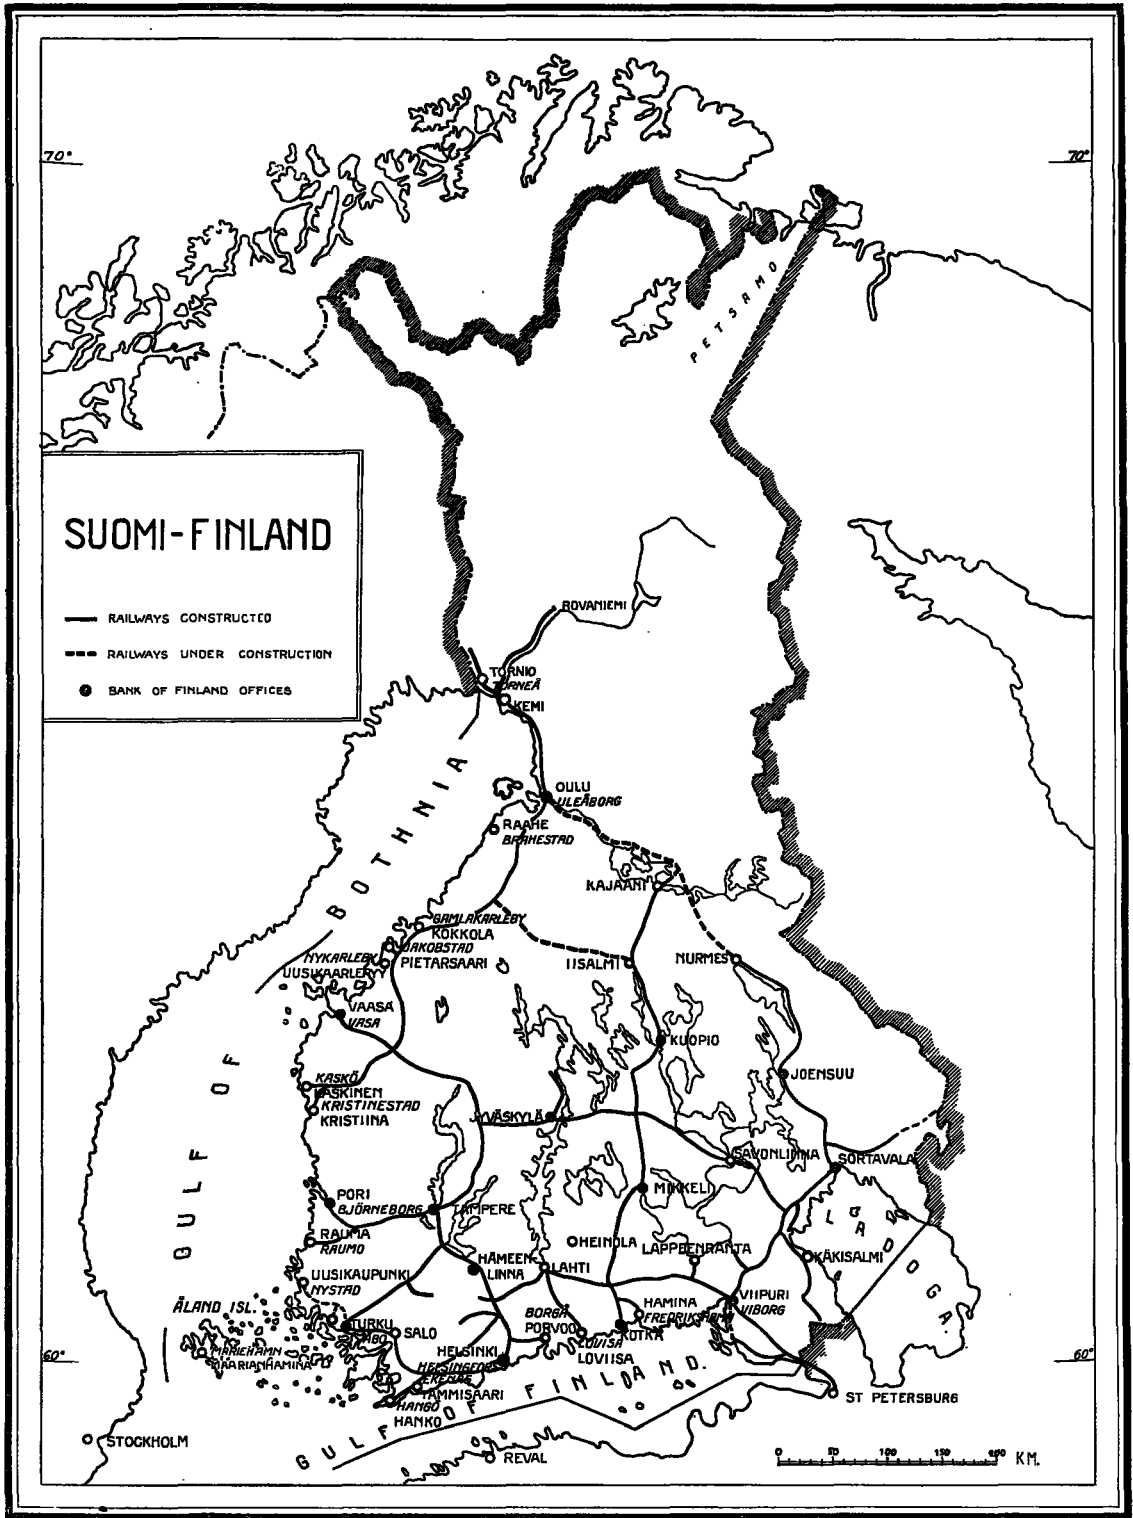 70°
70°
PETSAMO
SUOMI-FINLAND
RAILWAYS CONSTRUCTED
RAILWAYS UNDER CONSTRUCTION
BANK OF FINLAND OFFICES
ROVANIEMI
TORNIO
TORNEÅ
KEMI
GULF OF BOTHNIA
OULU
ULEÅBORG
RAAHE
BRAHESTAD
KAJAANI
GAMLAKARLEBY
KOKKOLA
JAKOBSTAD
PIETARSAARI
NYKARLEBY
UUSIKAARLEPYY
IISALMI
NURMES
VAASA
VASA
KUOPIO
JOENSUU
KASKÖ
KASKINEN
KRISTINESTAD
KRISTIINA
JYVÄSKYLÄ
SAVONLINNA
SORTAVALA
MIKKELI
PORI
BJÖRNEBORG
TAMPERE
LADOGA
RAUMA
RAUMO
HEINOLA
LAPPEENRANTA
KÄKISALMI
HÄMEEN-
LINNA
LAHTI
UUSIKAUPUNKI
NYSTAD
VIIPURI
VIBORG
ÅLAND ISL.
HAMINA
FREDRIKSHAMN
BORGÅ
PORVOO
TURKU
ÅBO
SALO
KOTKA
LOVISA
LOVIISA
MARIEHAMN
MAARIANHAMINA
HELSINKI
HELSINGFORS
60°
60°
EKENÄS
TAMMISAARI
HANGÖ
HANKO
GULF OF FINLAND.
ST PETERSBURG
STOCKHOLM
REVAL
0 50 100 150 200 KM.